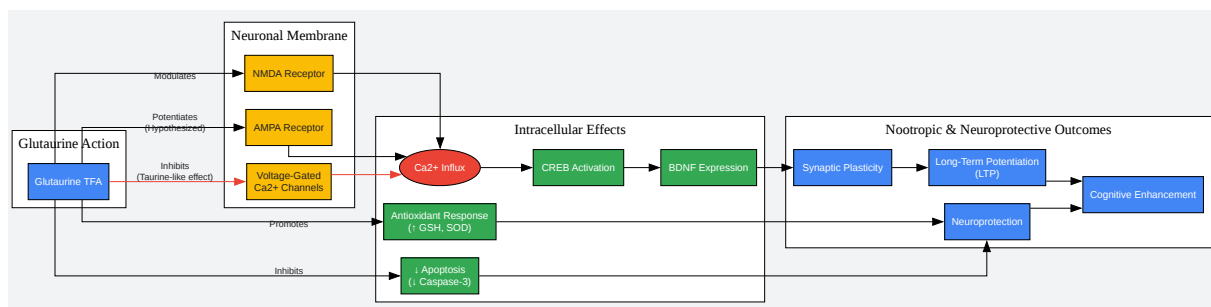 Neuronal Membrane
NMDA Receptor
Modulates
Potentiates
(Hypothesized)
AMPA Receptor
Intracellular Effects
Nootropic & Neuroprotective Outcomes
Glutaurine Action
Glutaurine TFA
Inhibits
(Taurine-like effect)
Voltage-Gated
Ca2+ Channels
Ca2+ Influx
CREB Activation
BDNF Expression
Synaptic Plasticity
Long-Term Potentiation
(LTP)
Cognitive Enhancement
Promotes
Antioxidant Response
(↑ GSH, SOD)
Neuroprotection
Inhibits
↓ Apoptosis
(↓ Caspase-3)